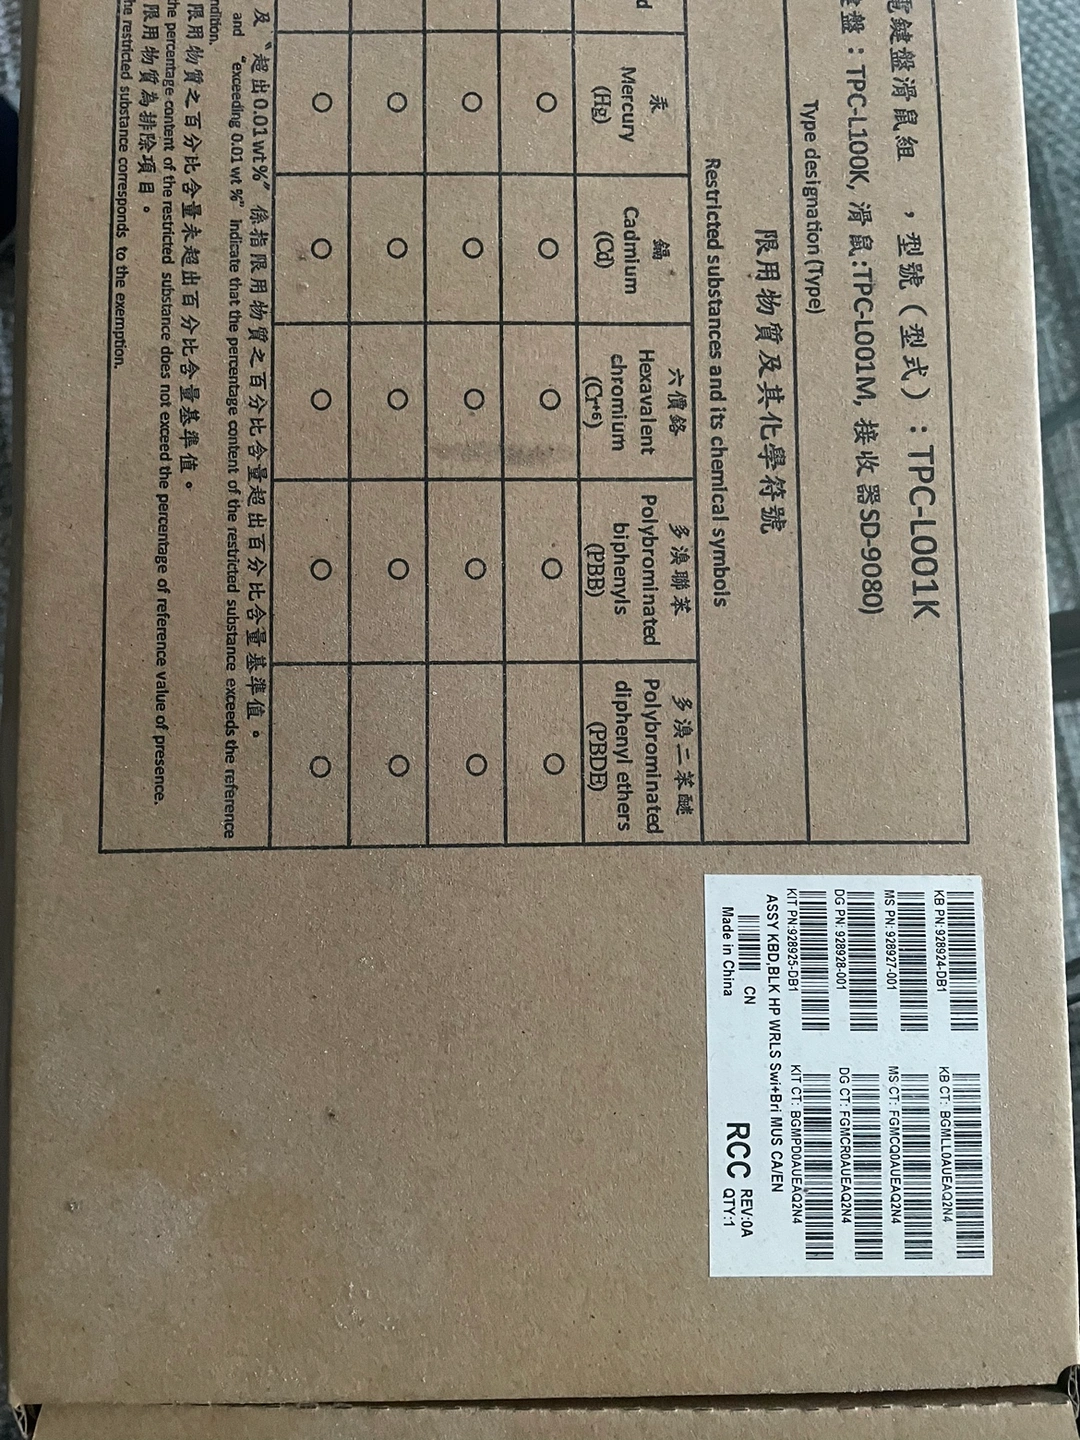 電鍵盤滑鼠組 ，型號（型式）：TPC-L001K
盤：TPC-L100K, 滑鼠:TPC-L001M, 接收器SD-9080)
Type designation (Type)
限用物質及其化學符號
Restricted substances and its chemical symbols
汞
Mercury
(Hg)
鎘
Cadmium
(Cd)
六價鉻
Hexavalent
chromium
(Cr⁺⁶)
多溴聯苯
Polybrominated
biphenyls
(PBB)
多溴二苯醚
Polybrominated
diphenyl ethers
(PBDE)
○ ○ ○ ○ ○
○ ○ ○ ○ ○
○ ○ ○ ○ ○
○ ○ ○ ○ ○
及〝超出0.01 wt %〞係指限用物質之百分比含量超出百分比含量基準值。
and “exceeding 0.01 wt %” indicate that the percentage content of the restricted substance exceeds the reference
ndition.
限用物質之百分比含量未超出百分比含量基準值。
the percentage content of the restricted substance does not exceed the percentage of reference value of presence.
限用物質為排除項目。
he restricted substance corresponds to the exemption.
KB PN: 928924-DB1
KB CT: BGMLL0AUEAQ2N4
MS PN: 928927-001
MS CT: FGMCQ0AUEAQ2N4
DG PN: 928928-001
DG CT: FGMCR0AUEAQ2N4
KIT PN:928925-DB1
KIT CT: BGMPD0AUEAQ2N4
ASSY KBD,BLK HP WRLS Swi+Bri MUS CA/EN
CN
Made in China
RCC
REV:0A
QTY:1